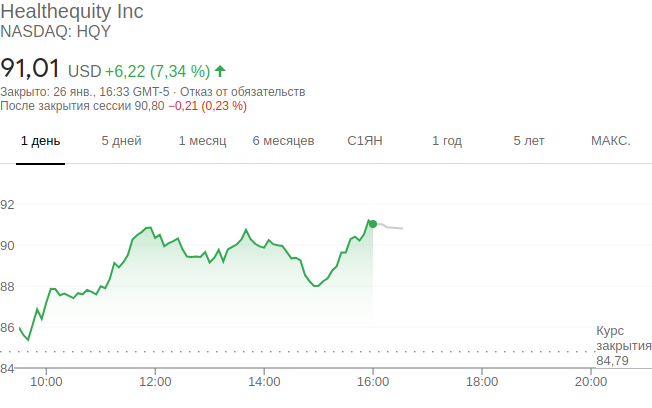 Healthequity Inc
NASDAQ: HQY
91,01 USD +6,22 (7,34 %)
Закрыто: 26 янв., 16:33 GMT-5 · Отказ от обязательств
После закрытия сессии 90,80 −0,21 (0,23 %)
1 день 5 дней 1 месяц 6 месяцев С1ЯН 1 год 5 лет МАКС.
92
90
88
86
Курс
закрытия
84,79
84
10:00 12:00 14:00 16:00 18:00 20:00